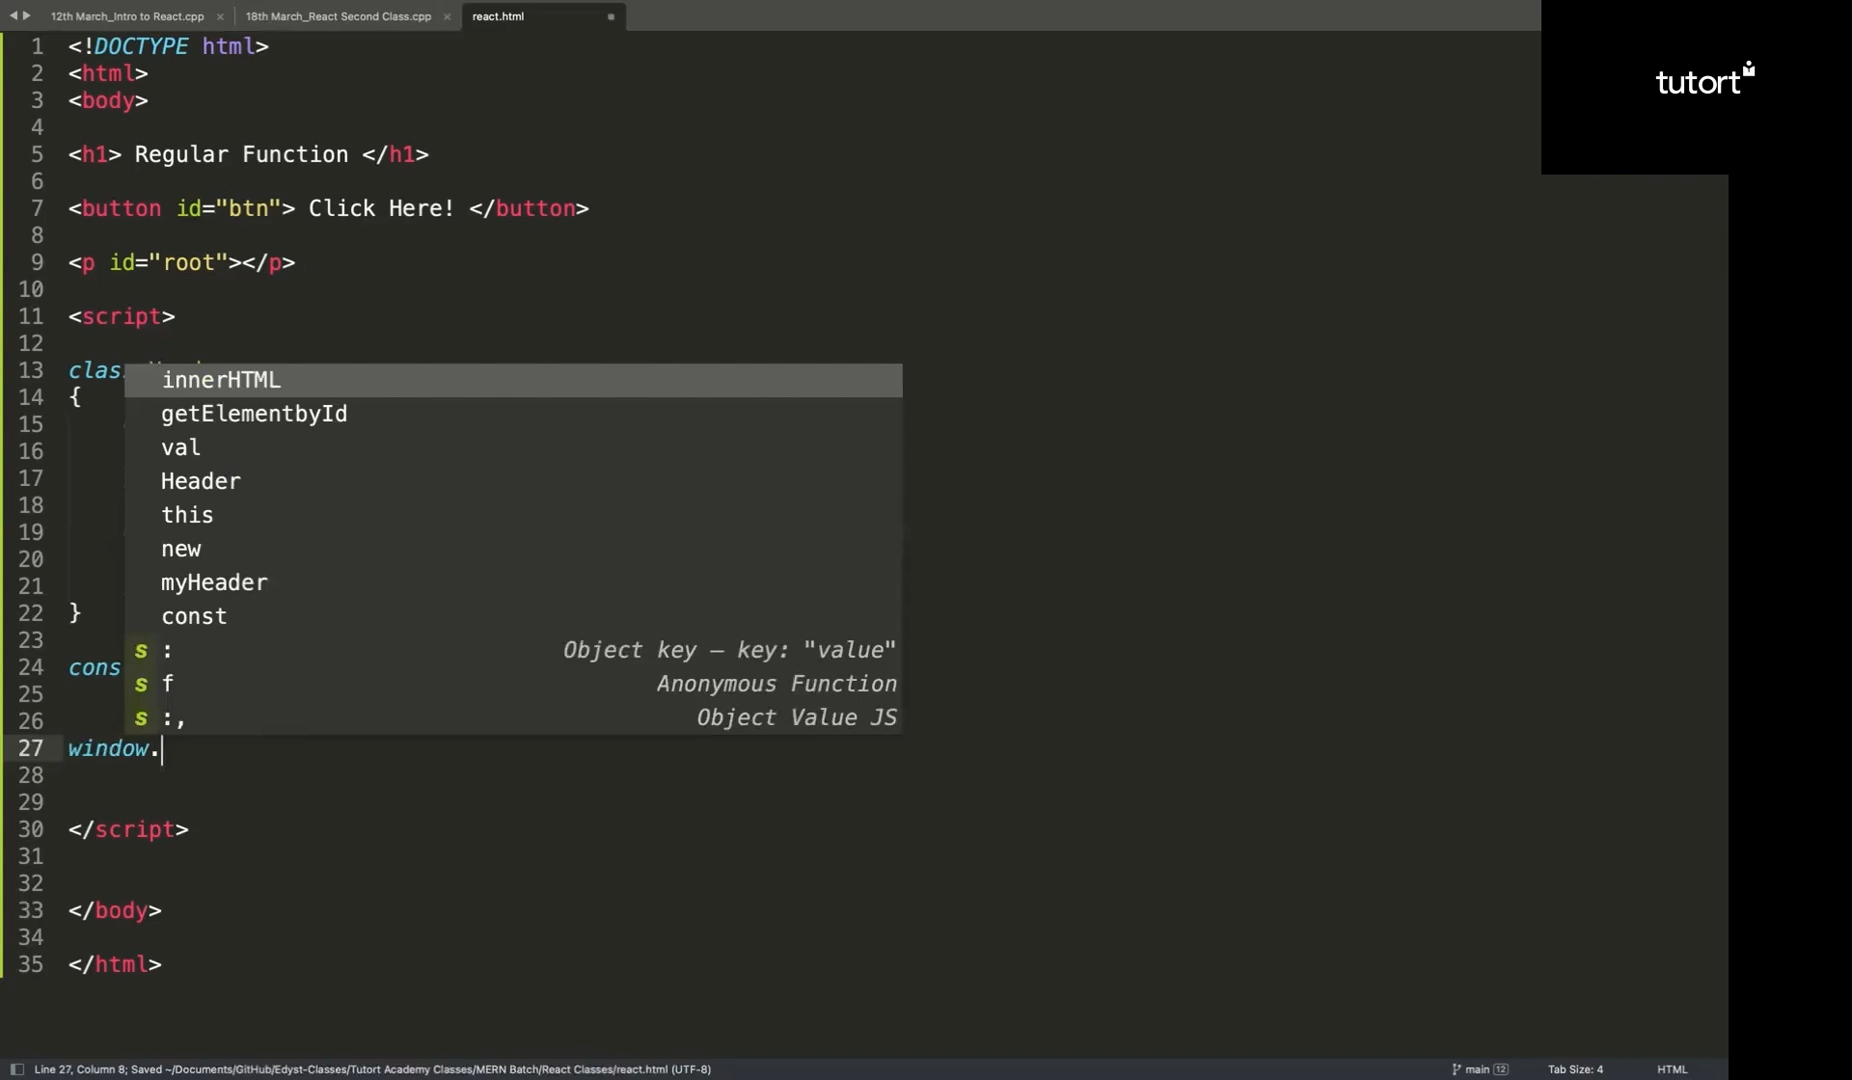 12th March_Intro to React.cpp × 18th March_React Second Class.cpp × react.html
tutort
1 <!DOCTYPE html>
2 <html>
3 <body>
4
5 <h1> Regular Function </h1>
6
7 <button id="btn"> Click Here! </button>
8
9 <p id="root"></p>
10
11 <script>
12
13 clas
innerHTML
14 {
getElementbyId
15
16
val
17
Header
18
this
19
new
20
21
myHeader
22 }
const
23
s : Object key — key: "value"
24 cons
s f Anonymous Function
25
26
s :, Object Value JS
27 window.
28
29
30 </script>
31
32
33 </body>
34
35 </html>
Line 27, Column 8; Saved ~/Documents/GitHub/Edyst-Classes/Tutort Academy Classes/MERN Batch/React Classes/react.html (UTF-8) main 12 Tab Size: 4 HTML